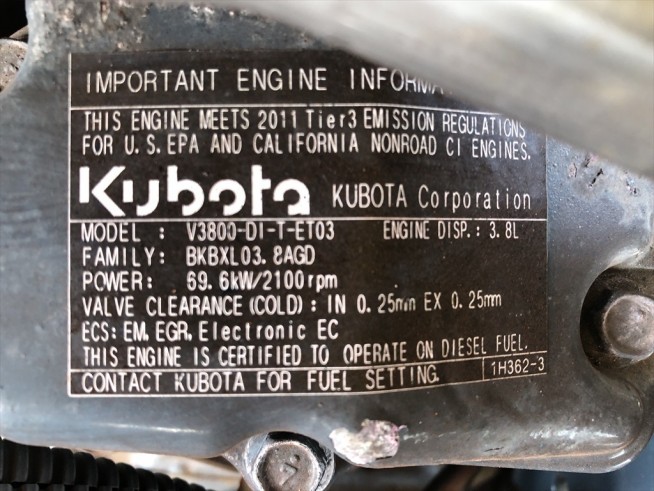 IMPORTANT ENGINE
THIS ENGINE MEETS 2011 Tier3 EMISSION REGULATIONS
FOR U.S. EPA AND CALIFORNIA NONROAD CI ENGINES.
Kubota KUBOTA Corporation
MODEL : V3800-DI-T-ET03 ENGINE DISP.: 3.8L
FAMILY: BKBXL03.8AGD
POWER: 69.6kW/2100rpm
VALVE CLEARANCE (COLD) : IN 0.25mm EX 0.25mm
ECS: EM, EGR, Electronic EC
THIS ENGINE IS CERTIFIED TO OPERATE ON DIESEL FUEL.
CONTACT KUBOTA FOR FUEL SETTING. 1H362-3